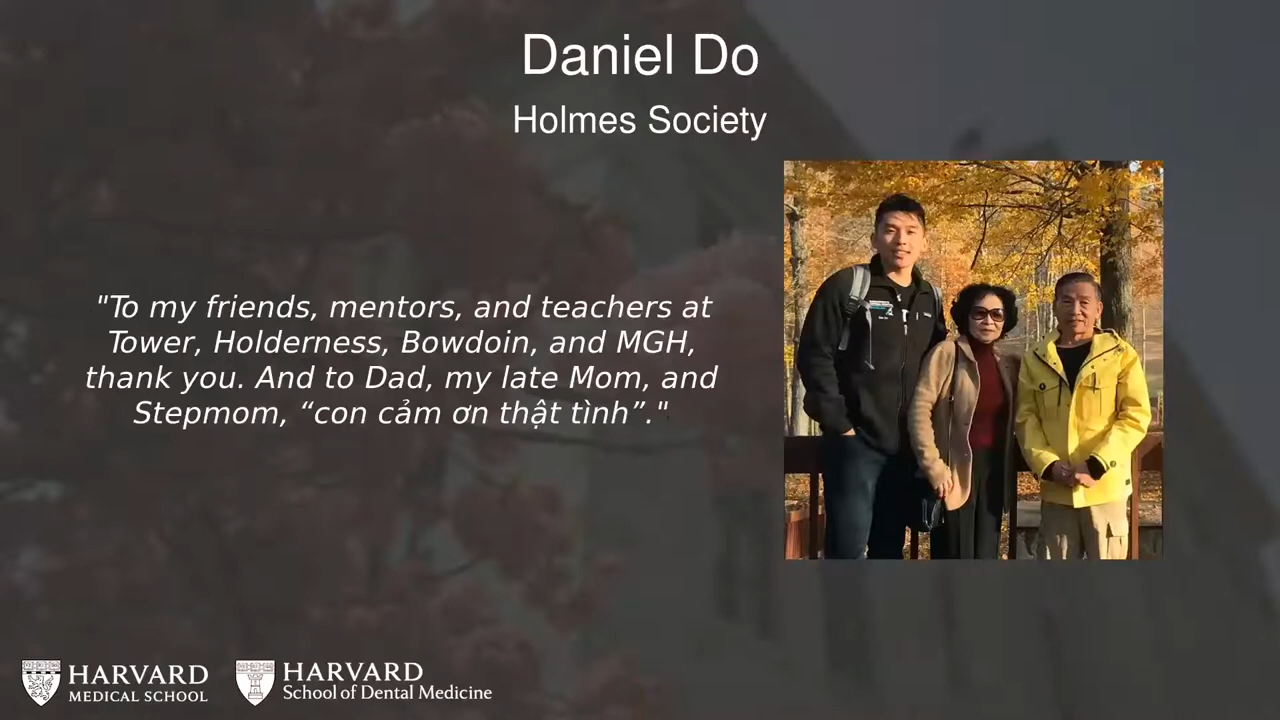 Daniel Do
Holmes Society
"To my friends, mentors, and teachers at
Tower, Holderness, Bowdoin, and MGH,
thank you. And to Dad, my late Mom, and
Stepmom, “con cảm ơn thật tình”."
HARVARD
MEDICAL SCHOOL
HARVARD
School of Dental Medicine